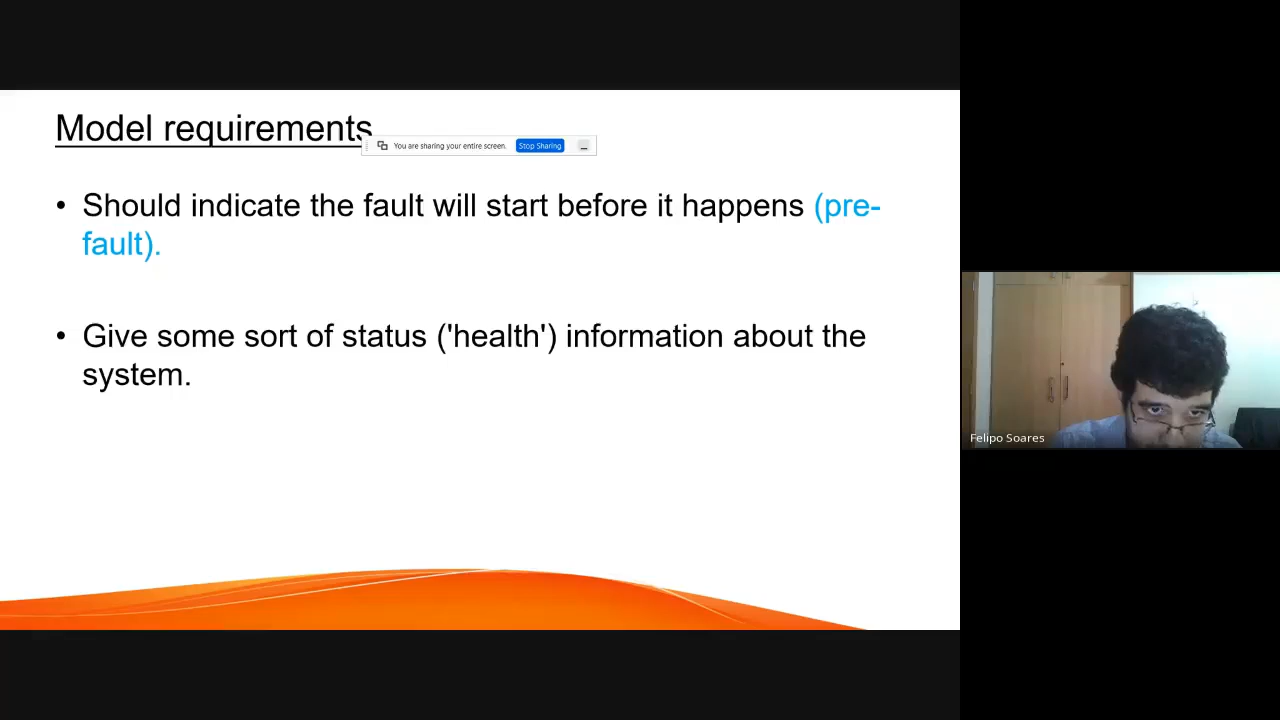 Model requirements
You are sharing your entire screen.
Stop Sharing
• Should indicate the fault will start before it happens (pre-
fault).
• Give some sort of status ('health') information about the
system.
Felipo Soares